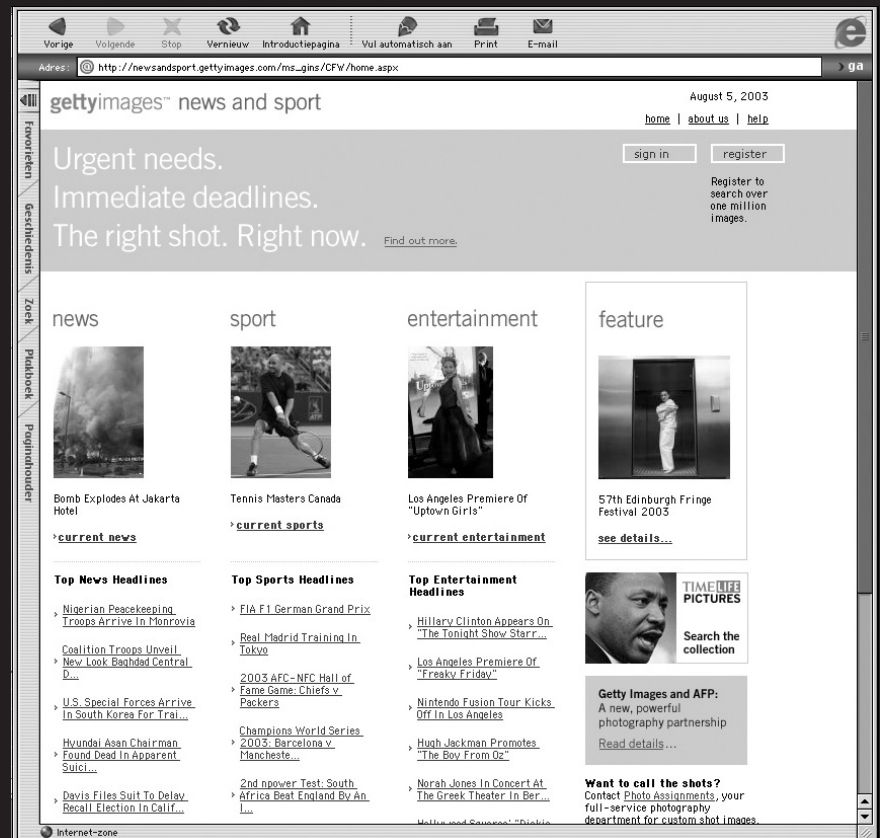 Vorige Volgende Stop Vernieuw Introductiepagina Vul automatisch aan Print E-mail
Adres: http://newsandsport.gettyimages.com/ms_gins/CFW/home.aspx ga
Favorieten
Geschiedenis
Zoek
Plakboek
Paginahouder
gettyimages™ news and sport
August 5, 2003
home | about us | help
Urgent needs.
Immediate deadlines.
The right shot. Right now. Find out more.
sign in register
Register to
search over
one million
images.
news
Bomb Explodes At Jakarta
Hotel
›current news
Top News Headlines
› Nigerian Peacekeeping
Troops Arrive In Monrovia
Coalition Troops Unveil
› New Look Baghdad Central
D...
› U.S. Special Forces Arrive
In South Korea For Trai...
Hyundai Asan Chairman
› Found Dead In Apparent
Suici...
› Davis Files Suit To Delay
Recall Election In Calif...
sport
Tennis Masters Canada
›current sports
Top Sports Headlines
› FIA F1 German Grand Prix
› Real Madrid Training In
Tokyo
2003 AFC-NFC Hall of
› Fame Game: Chiefs v
Packers
Champions World Series
› 2003: Barcelona v
Mancheste...
2nd npower Test: South
› Africa Beat England By An
I...
entertainment
Los Angeles Premiere Of
"Uptown Girls"
›current entertainment
Top Entertainment
Headlines
› Hillary Clinton Appears On
"The Tonight Show Starr...
› Los Angeles Premiere Of
"Freaky Friday"
› Nintendo Fusion Tour Kicks
Off In Los Angeles
› Hugh Jackman Promotes
"The Boy From Oz"
› Norah Jones In Concert At
The Greek Theater In Ber...
feature
57th Edinburgh Fringe
Festival 2003
see details...
TIME LIFE
PICTURES
Search the
collection
Getty Images and AFP:
A new, powerful
photography partnership
Read details...
Want to call the shots?
Contact Photo Assignments, your
full-service photography
department for custom shot images.
Internet-zone